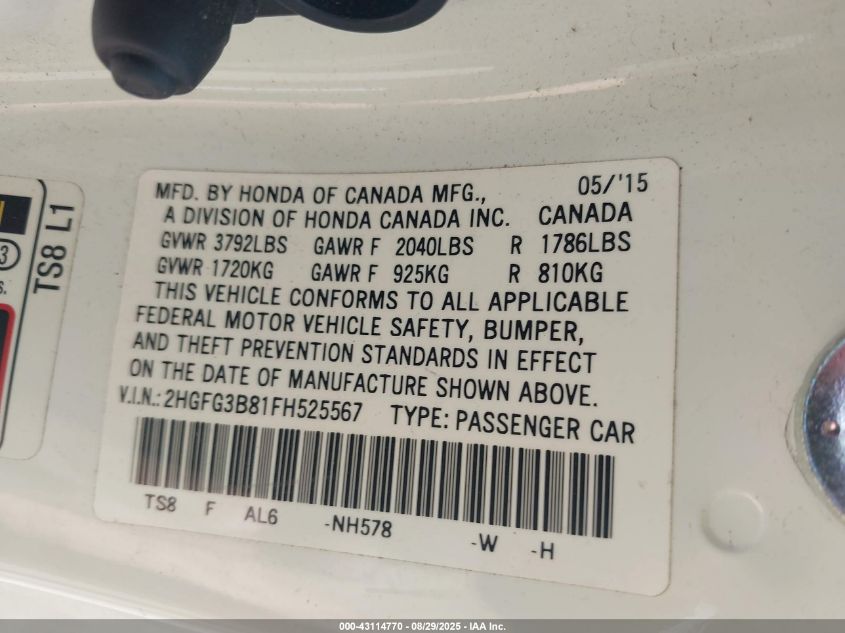 MFD. BY HONDA OF CANADA MFG., 05/'15
A DIVISION OF HONDA CANADA INC. CANADA
GVWR 3792LBS GAWR F 2040LBS R 1786LBS
GVWR 1720KG GAWR F 925KG R 810KG
THIS VEHICLE CONFORMS TO ALL APPLICABLE
FEDERAL MOTOR VEHICLE SAFETY, BUMPER,
AND THEFT PREVENTION STANDARDS IN EFFECT
ON THE DATE OF MANUFACTURE SHOWN ABOVE.
V.I.N.: 2HGFG3B81FH525567 TYPE: PASSENGER CAR
TS8 F AL6 -NH578 -W -H
TS8 L1
3
S.
000-43114770 - 08/29/2025 - IAA Inc.